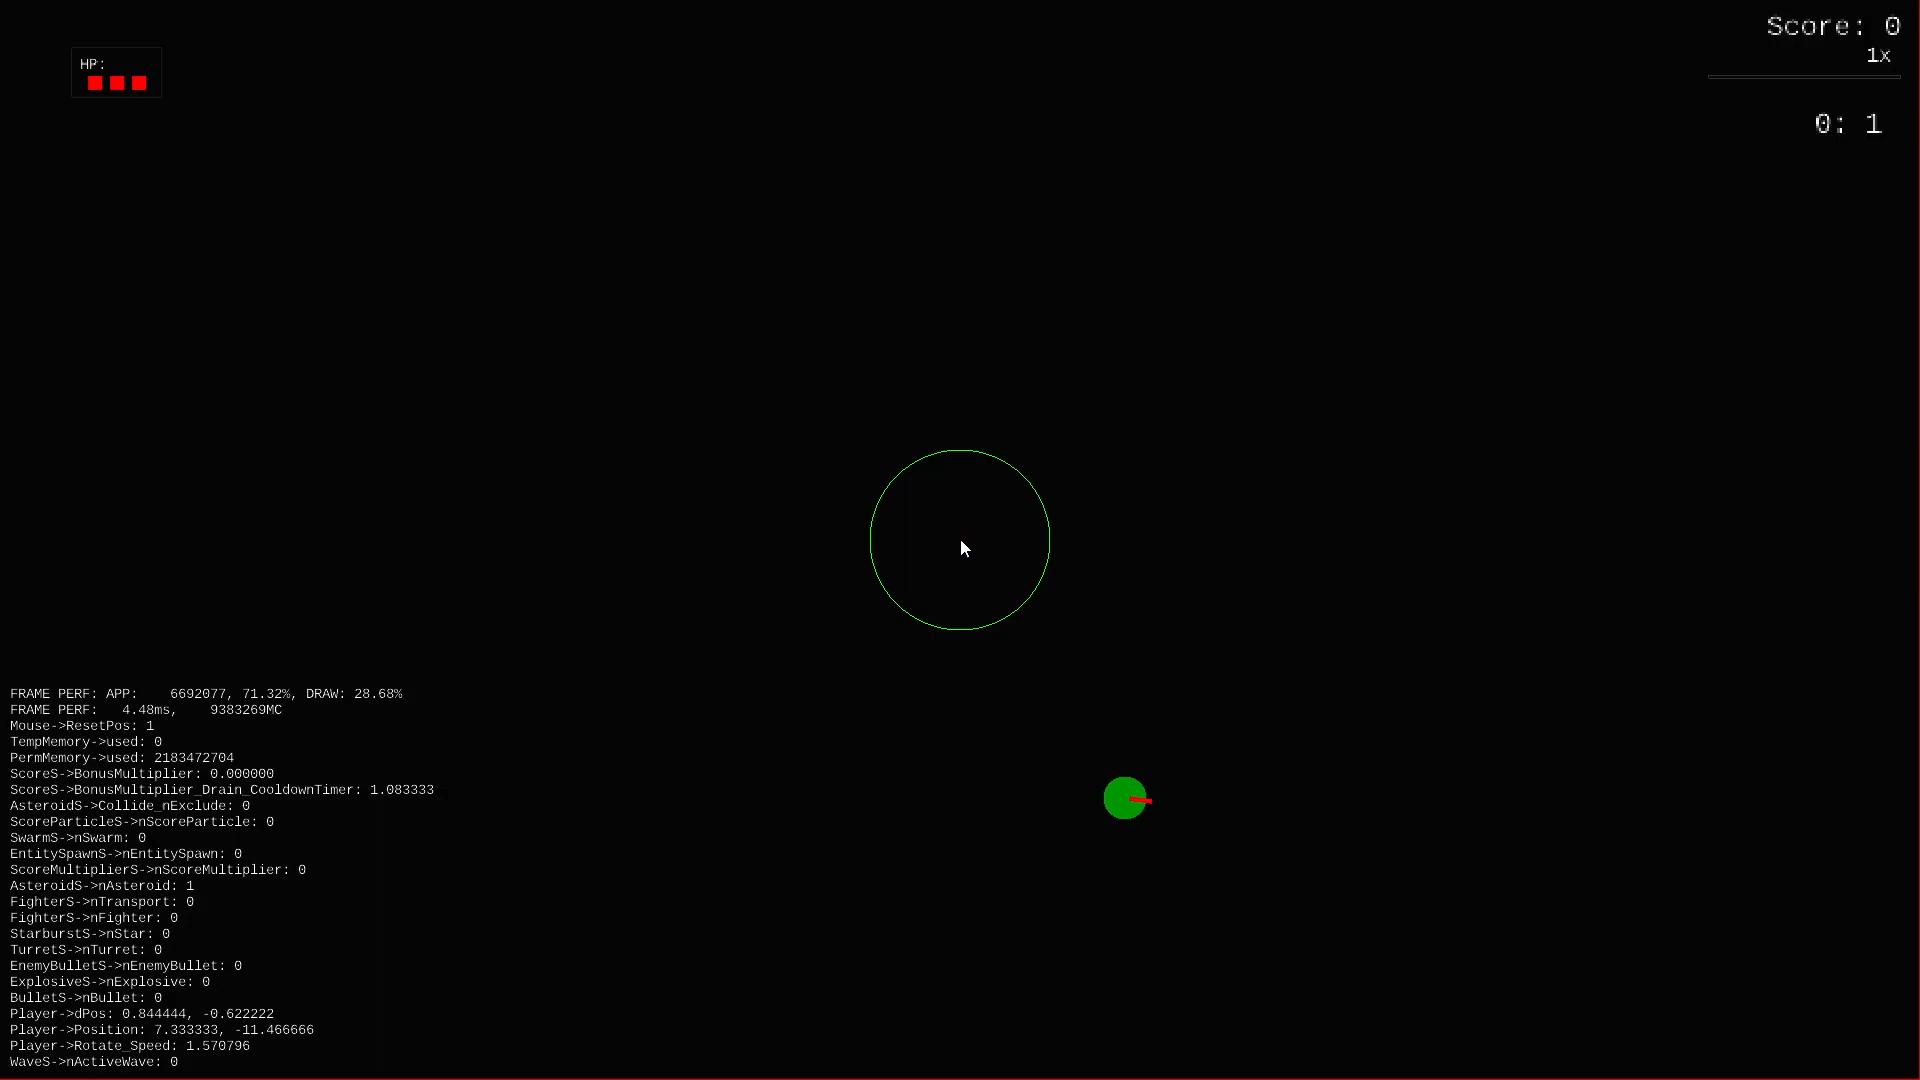 Score: 0
1x
HP:
0: 1
FRAME PERF: APP:    6692077, 71.32%, DRAW: 28.68%
FRAME PERF:   4.48ms,    9383269MC
Mouse->ResetPos: 1
TempMemory->used: 0
PermMemory->used: 2183472704
ScoreS->BonusMultiplier: 0.000000
ScoreS->BonusMultiplier_Drain_CooldownTimer: 1.083333
AsteroidS->Collide_nExclude: 0
ScoreParticleS->nScoreParticle: 0
SwarmS->nSwarm: 0
EntitySpawnS->nEntitySpawn: 0
ScoreMultiplierS->nScoreMultiplier: 0
AsteroidS->nAsteroid: 1
FighterS->nTransport: 0
FighterS->nFighter: 0
StarburstS->nStar: 0
TurretS->nTurret: 0
EnemyBulletS->nEnemyBullet: 0
ExplosiveS->nExplosive: 0
BulletS->nBullet: 0
Player->dPos: 0.844444, -0.622222
Player->Position: 7.333333, -11.466666
Player->Rotate_Speed: 1.570796
WaveS->nActiveWave: 0